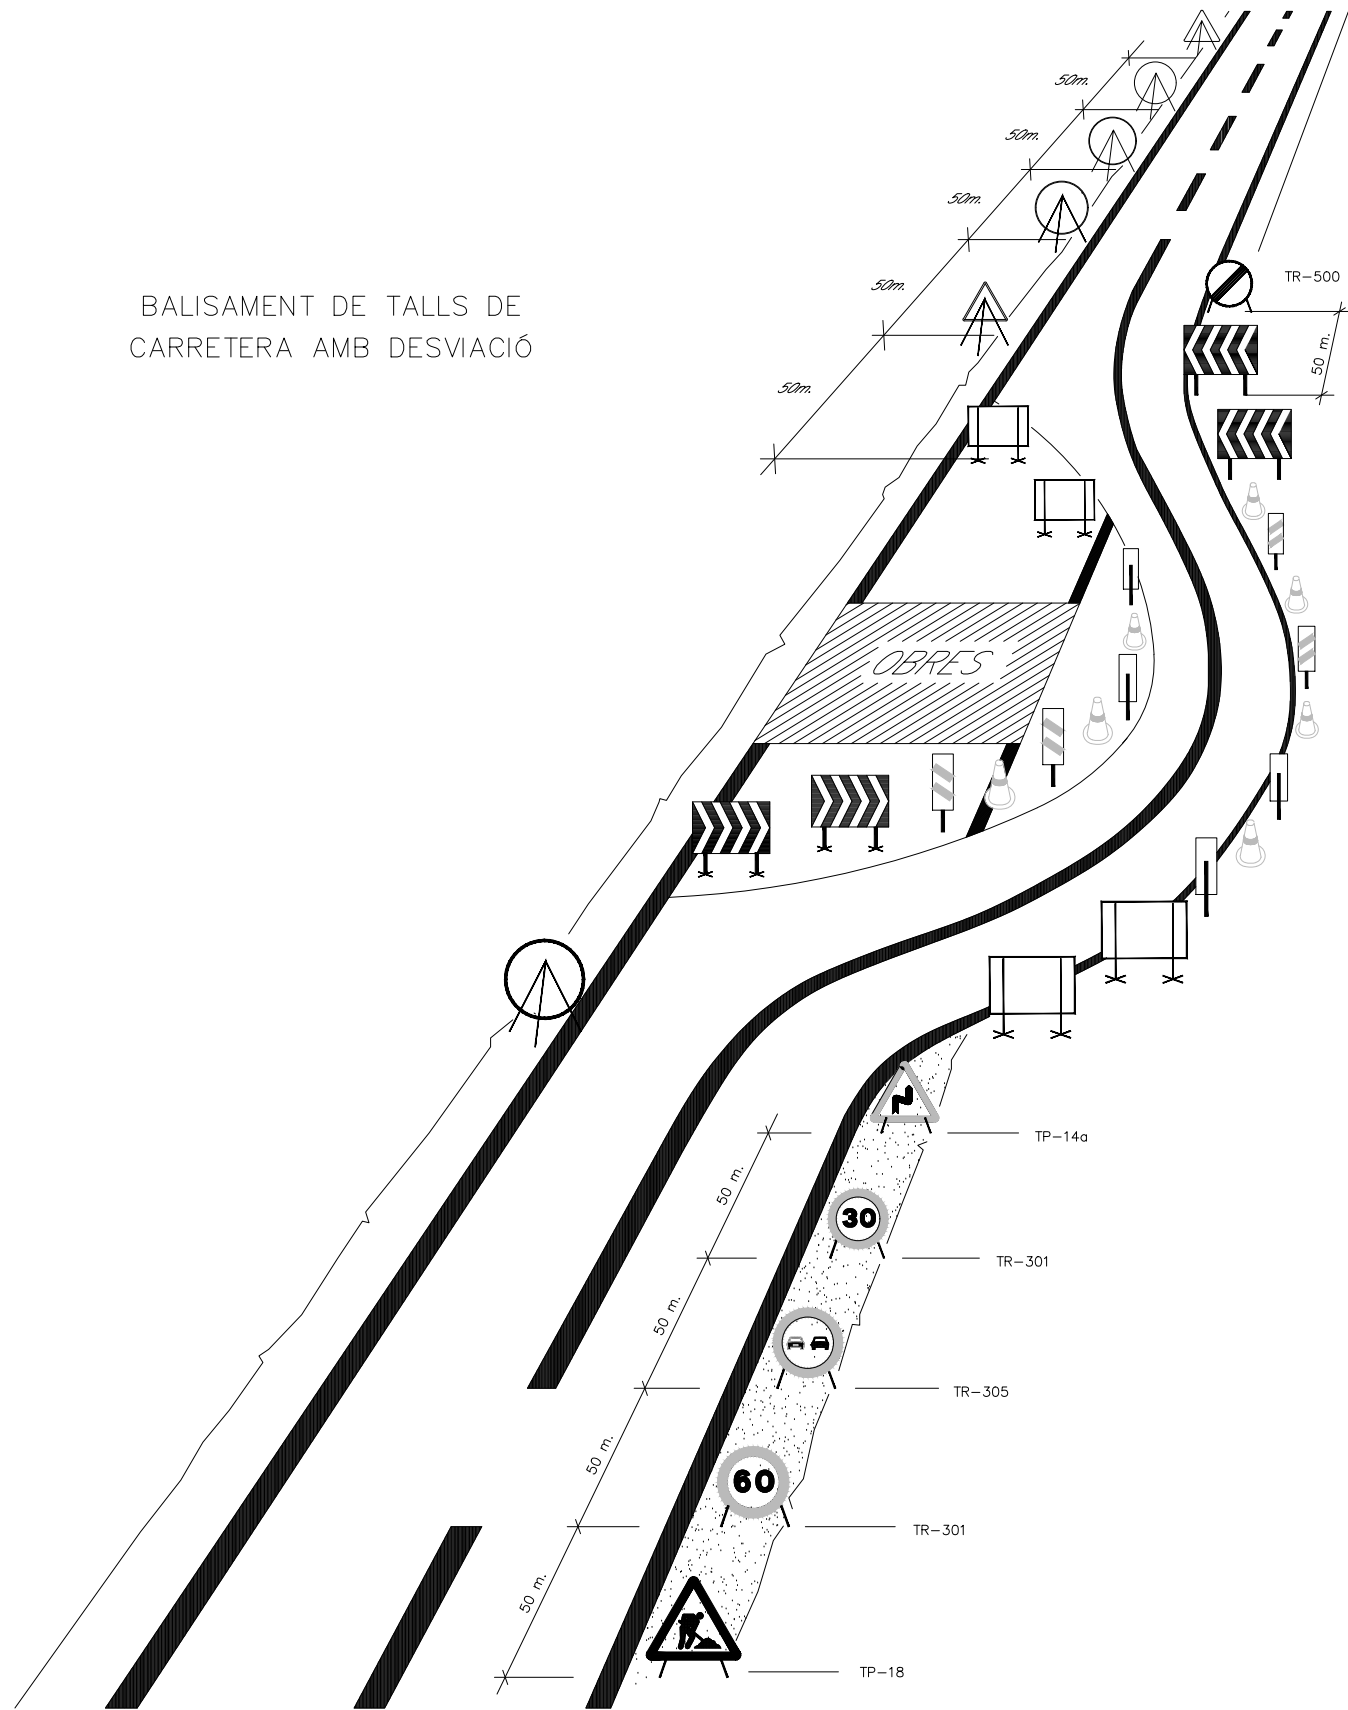 50m.
50m.
50m.
50m.
50m.
TR-500
50 m.
BALISAMENT DE TALLS DE
CARRETERA AMB DESVIACIÓ
OBRES
TP-14a
50 m.
30
TR-301
50 m.
TR-305
50 m.
60
TR-301
50 m.
TP-18